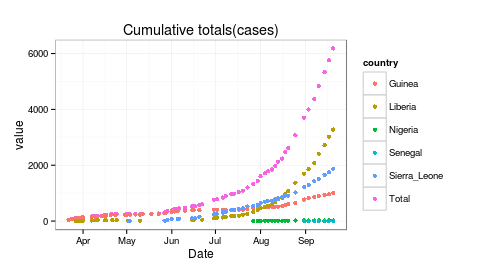 Cumulative totals(cases)
value
6000
4000
2000
0
Apr May Jun Jul Aug Sep
Date
country
Guinea
Liberia
Nigeria
Senegal
Sierra_Leone
Total